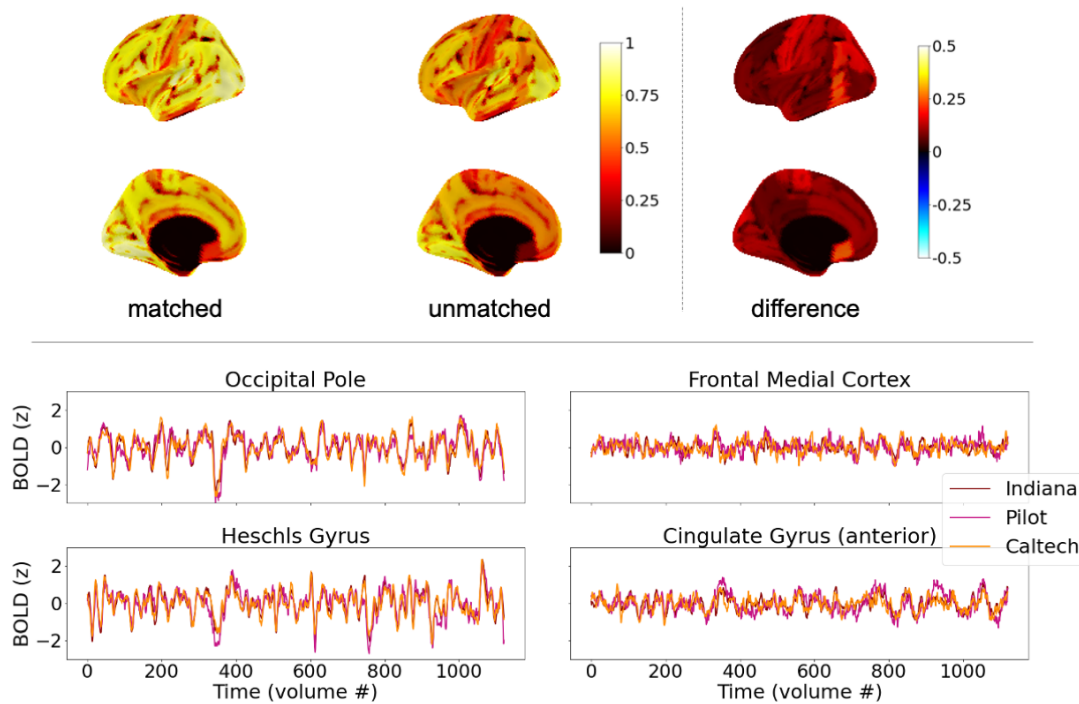 1
0.75
0.5
0.25
0
0.5
0.25
0
-0.25
-0.5
matched
unmatched
difference
Occipital Pole
Frontal Medial Cortex
BOLD (z)
2
0
−2
Heschls Gyrus
Cingulate Gyrus (anterior)
BOLD (z)
2
0
−2
Indiana
Pilot
Caltech
0 200 400 600 800 1000
0 200 400 600 800 1000
Time (volume #)
Time (volume #)